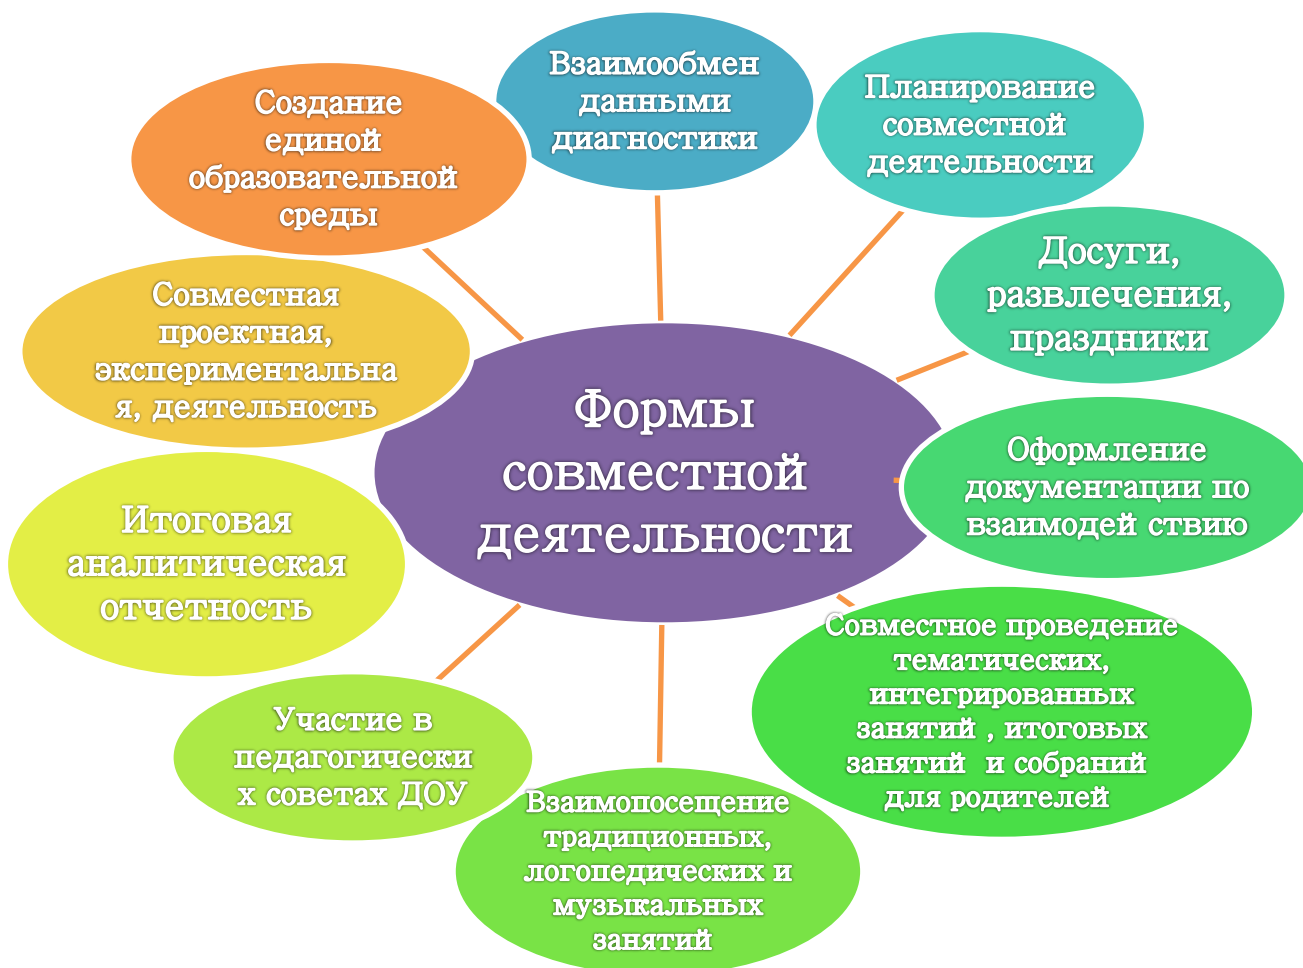 Взаимообмен
данными
диагностики
Планирование
совместной
деятельности
Досуги,
развлечения,
праздники
Оформление
документации по
взаимодей ствию
Совместное проведение
тематических,
интегрированных
занятий , итоговых
занятий  и собраний
для родителей
Взаимопосещение
традиционных,
логопедических и
музыкальных
занятий
Участие в
педагогически
х советах ДОУ
Итоговая
аналитическая
отчетность
Совместная
проектная,
экспериментальна
я, деятельность
Создание
единой
образовательной
среды
Формы
совместной
деятельности